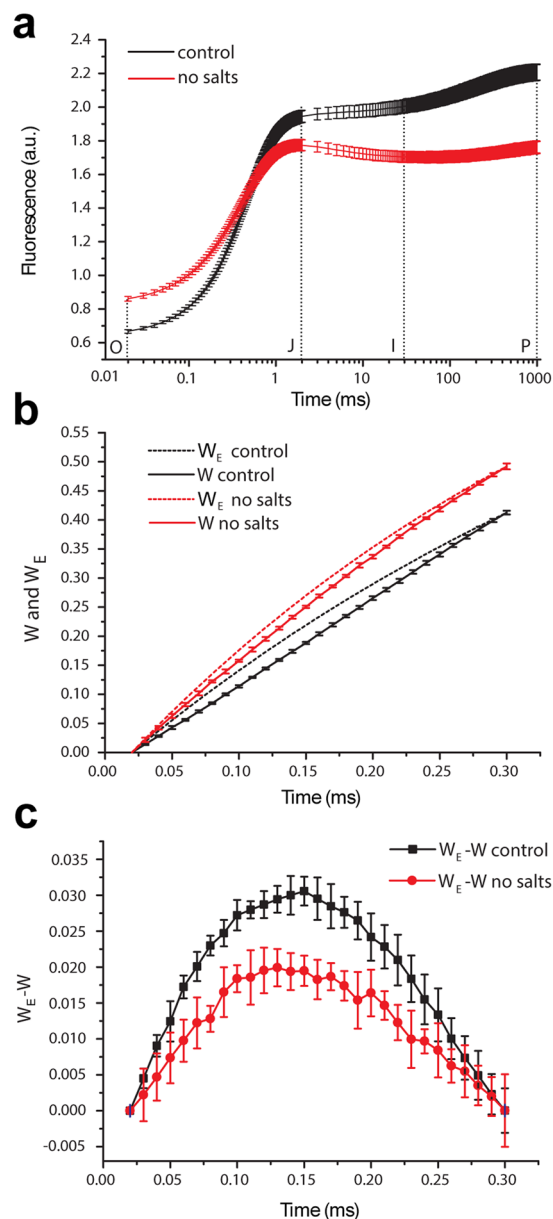 a
control
no salts
Fluorescence (a.u.)
2.4
2.2
2.0
1.8
1.6
1.4
1.2
1.0
0.8
0.6
O
J
I
P
0.01
0.1
1
10
100
1000
Time (ms)
b
0.55
0.50
0.45
0.40
0.35
0.30
0.25
0.20
0.15
0.10
0.05
0.00
W and WE
WE control
W control
WE no salts
W no salts
0.00
0.05
0.10
0.15
0.20
0.25
0.30
Time (ms)
c
0.035
0.030
0.025
0.020
0.015
0.010
0.005
0.000
-0.005
WE-W
WE-W control
WE-W no salts
0.00
0.05
0.10
0.15
0.20
0.25
0.30
Time (ms)